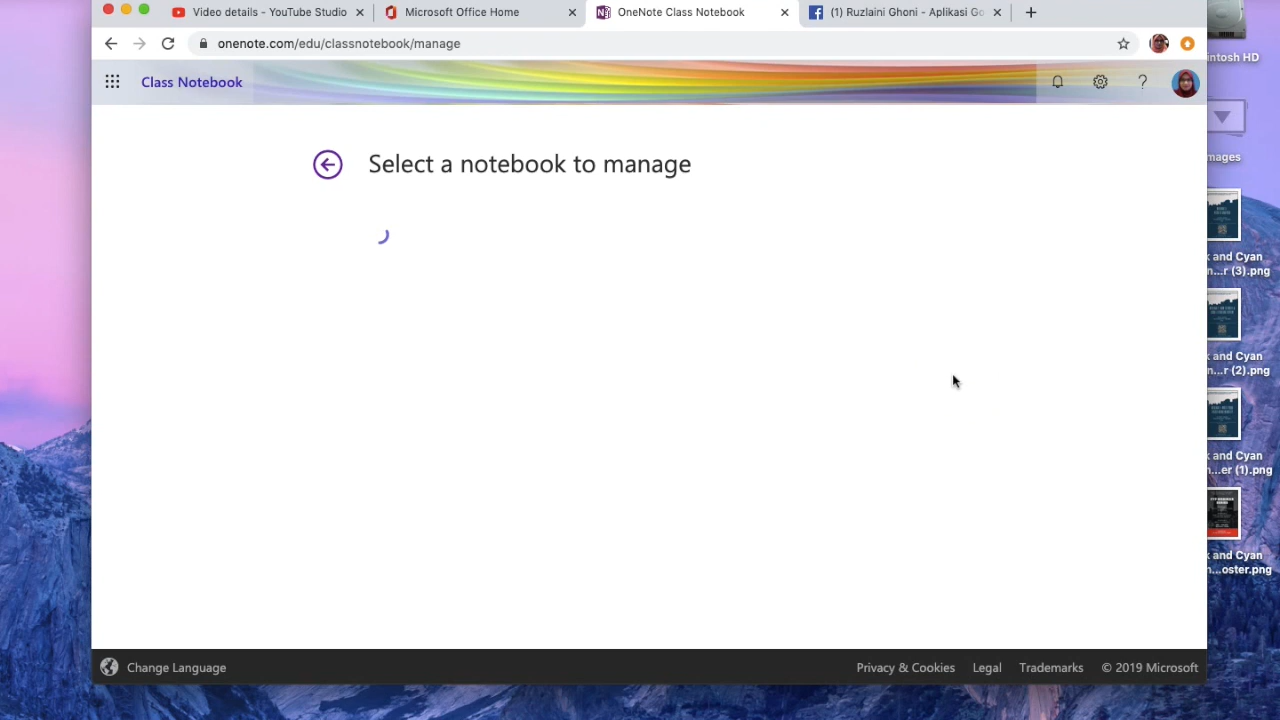 Video details - YouTube Studio
Microsoft Office Home
OneNote Class Notebook
(1) Ruzlaini Ghoni - Aplikasi Go
onenote.com/edu/classnotebook/manage
Class Notebook
Select a notebook to manage
intosh HD
mages
k and Cyan
n...r (3).png
k and Cyan
n...r (2).png
k and Cyan
...er (1).png
k and Cyan
n...oster.png
Change Language
Privacy & Cookies
Legal
Trademarks
© 2019 Microsoft